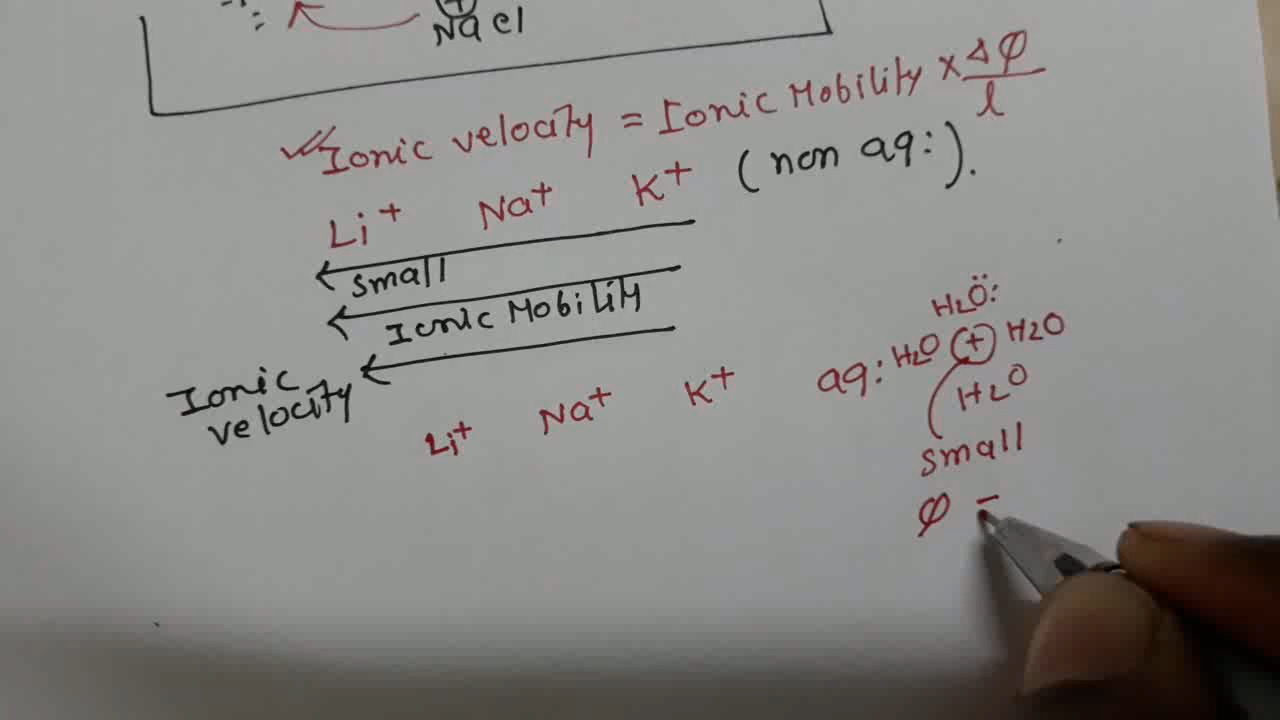 NaCl
Ionic velocity = Ionic Mobility × Δφ/l
Li+ Na+ K+ (non aq:).
small
Ionic Mobility
Ionic
velocity
Li+ Na+ K+
aq: H2O + H2O
H2O:
H2O
small
φ =